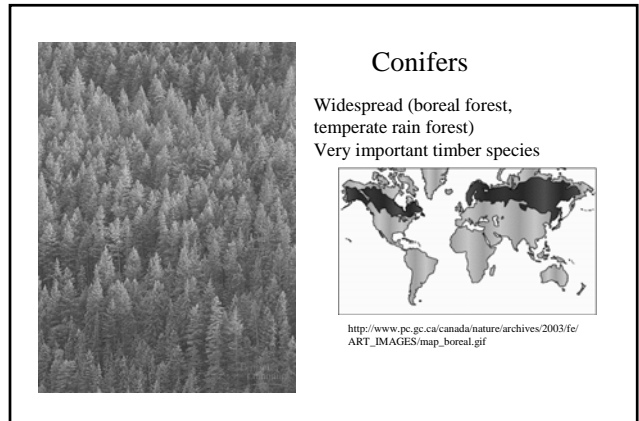 Conifers
Widespread (boreal forest,
temperate rain forest)
Very important timber species
http://www.pc.gc.ca/canada/nature/archives/2003/fe/
ART_IMAGES/map_boreal.gif